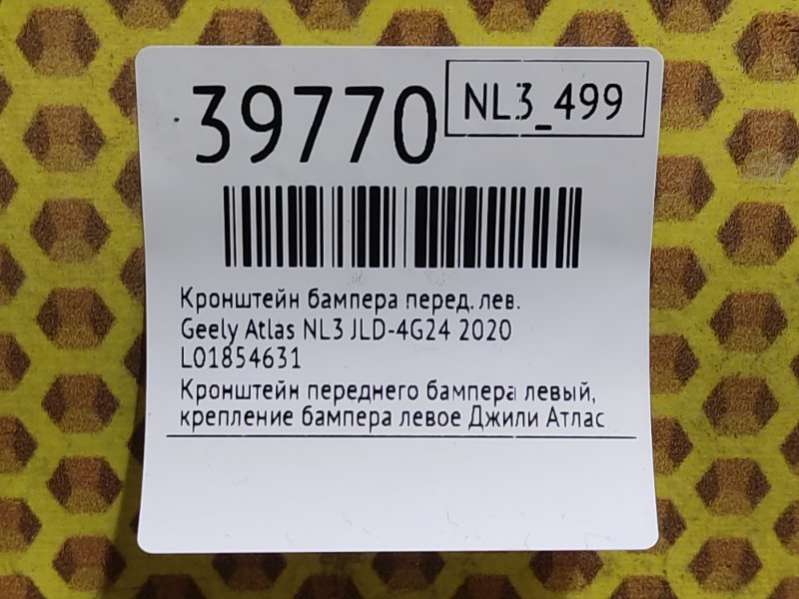 39770
NL3_499
Кронштейн бампера перед. лев.
Geely Atlas NL3 JLD-4G24 2020
L01854631
Кронштейн переднего бампера левый,
крепление бампера левое Джили Атлас